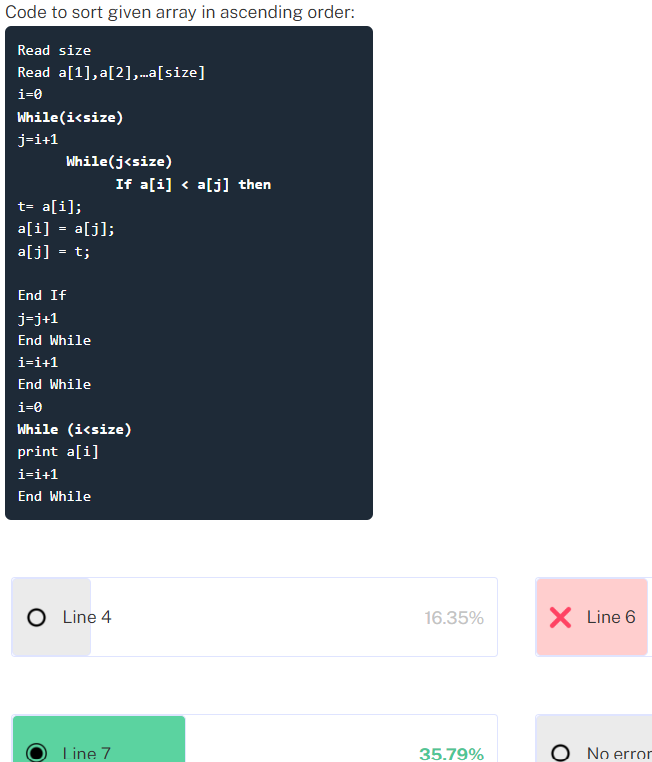 Code to sort given array in ascending order:
Read size
Read a[1],a[2],…a[size]
i=0
While(i<size)
j=i+1
While(j<size)
If a[i] < a[j] then
t= a[i];
a[i] = a[j];
a[j] = t;
End If
j=j+1
End While
i=i+1
End While
i=0
While (i<size)
print a[i]
i=i+1
End While
Line 4 16.35% Line 6
Line 7 35.79% No error